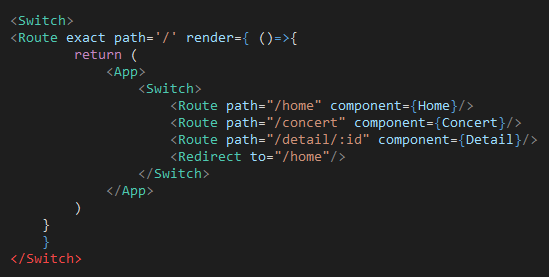 <Switch>
<Route exact path='/' render={ ()=>{
        return (
            <App>
                <Switch>
                    <Route path="/home" component={Home}/>
                    <Route path="/concert" component={Concert}/>
                    <Route path="/detail/:id" component={Detail}/>
                    <Redirect to="/home"/>
                </Switch>
            </App>
        )
    }
    }
</Switch>